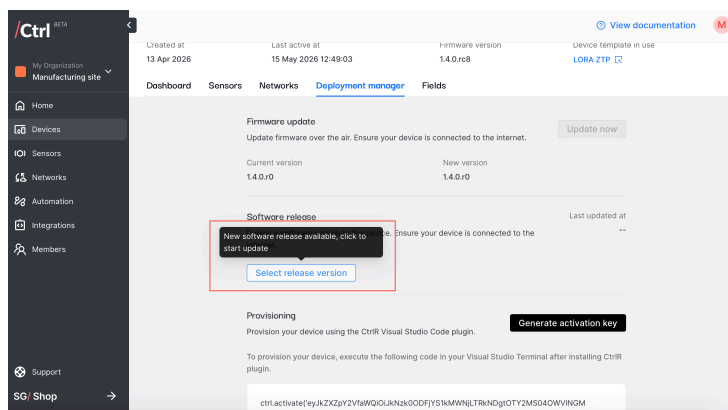 /Ctrl BETA
View documentation
M
My Organization
Manufacturing site
Home
Devices
Sensors
Networks
Automation
Integrations
Members
Support
SG/ Shop
Created at
Last active at
Firmware version
Device template in use
13 Apr 2026
15 May 2026 12:49:03
1.4.0.rc8
LORA ZTP
Dashboard
Sensors
Networks
Deployment manager
Fields
Firmware update
Update firmware over the air. Ensure your device is connected to the internet.
Update now
Current version
New version
1.4.0.r0
1.4.0.r0
Software release
Last updated at
--
New software release available, click to
start update
ce. Ensure your device is connected to the
Select release version
Provisioning
Provision your device using the CtrlR Visual Studio Code plugin.
Generate activation key
To provision your device, execute the following code in your Visual Studio Terminal after installing CtrlR
plugin.